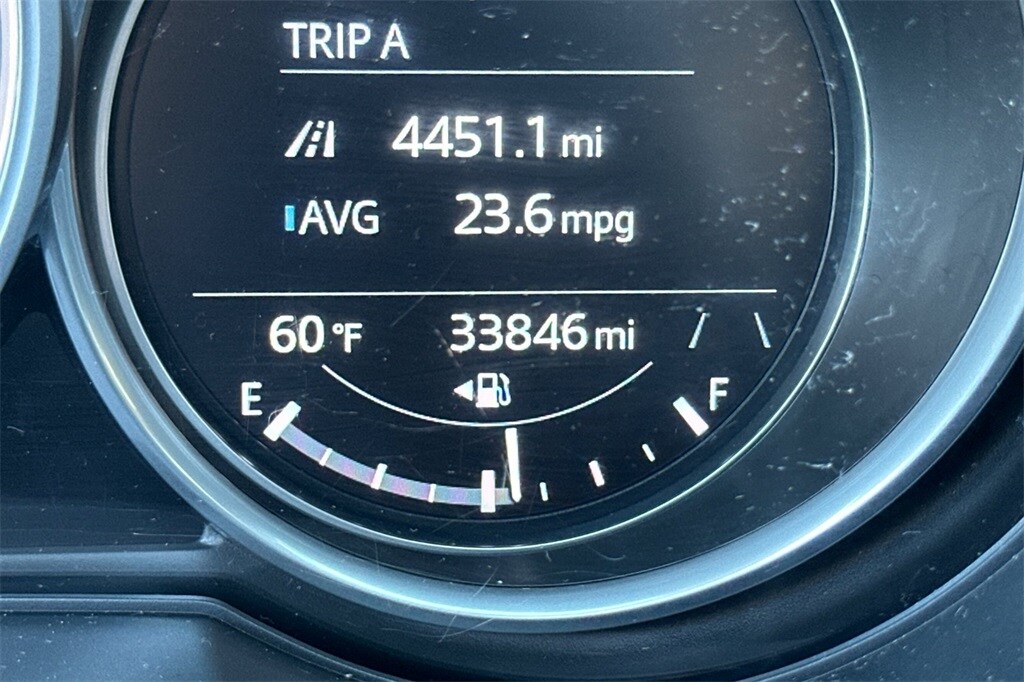 TRIP A
4451.1 mi
AVG 23.6 mpg
60 °F 33846 mi
E F